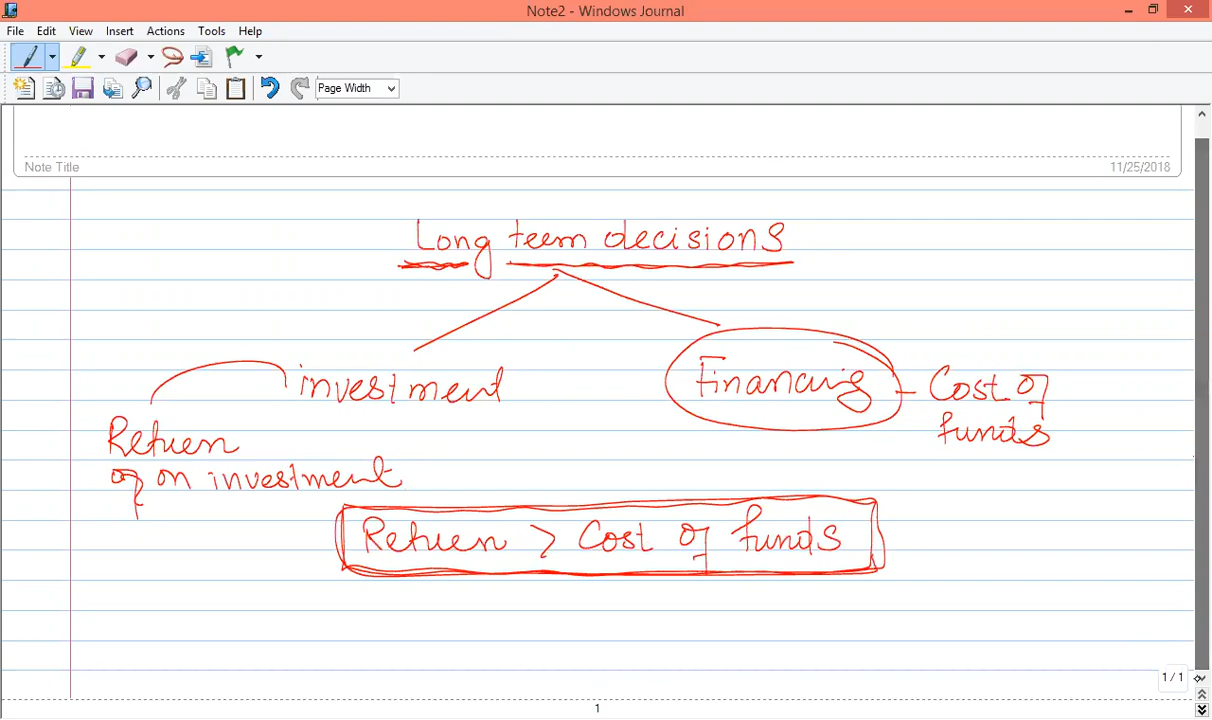 Note2 - Windows Journal
File Edit View Insert Actions Tools Help
Page Width
Note Title 11/25/2018
Long term decisions
investment Financing - Cost of
funds
Return
of on investment
Return > Cost of funds
1 / 1
1